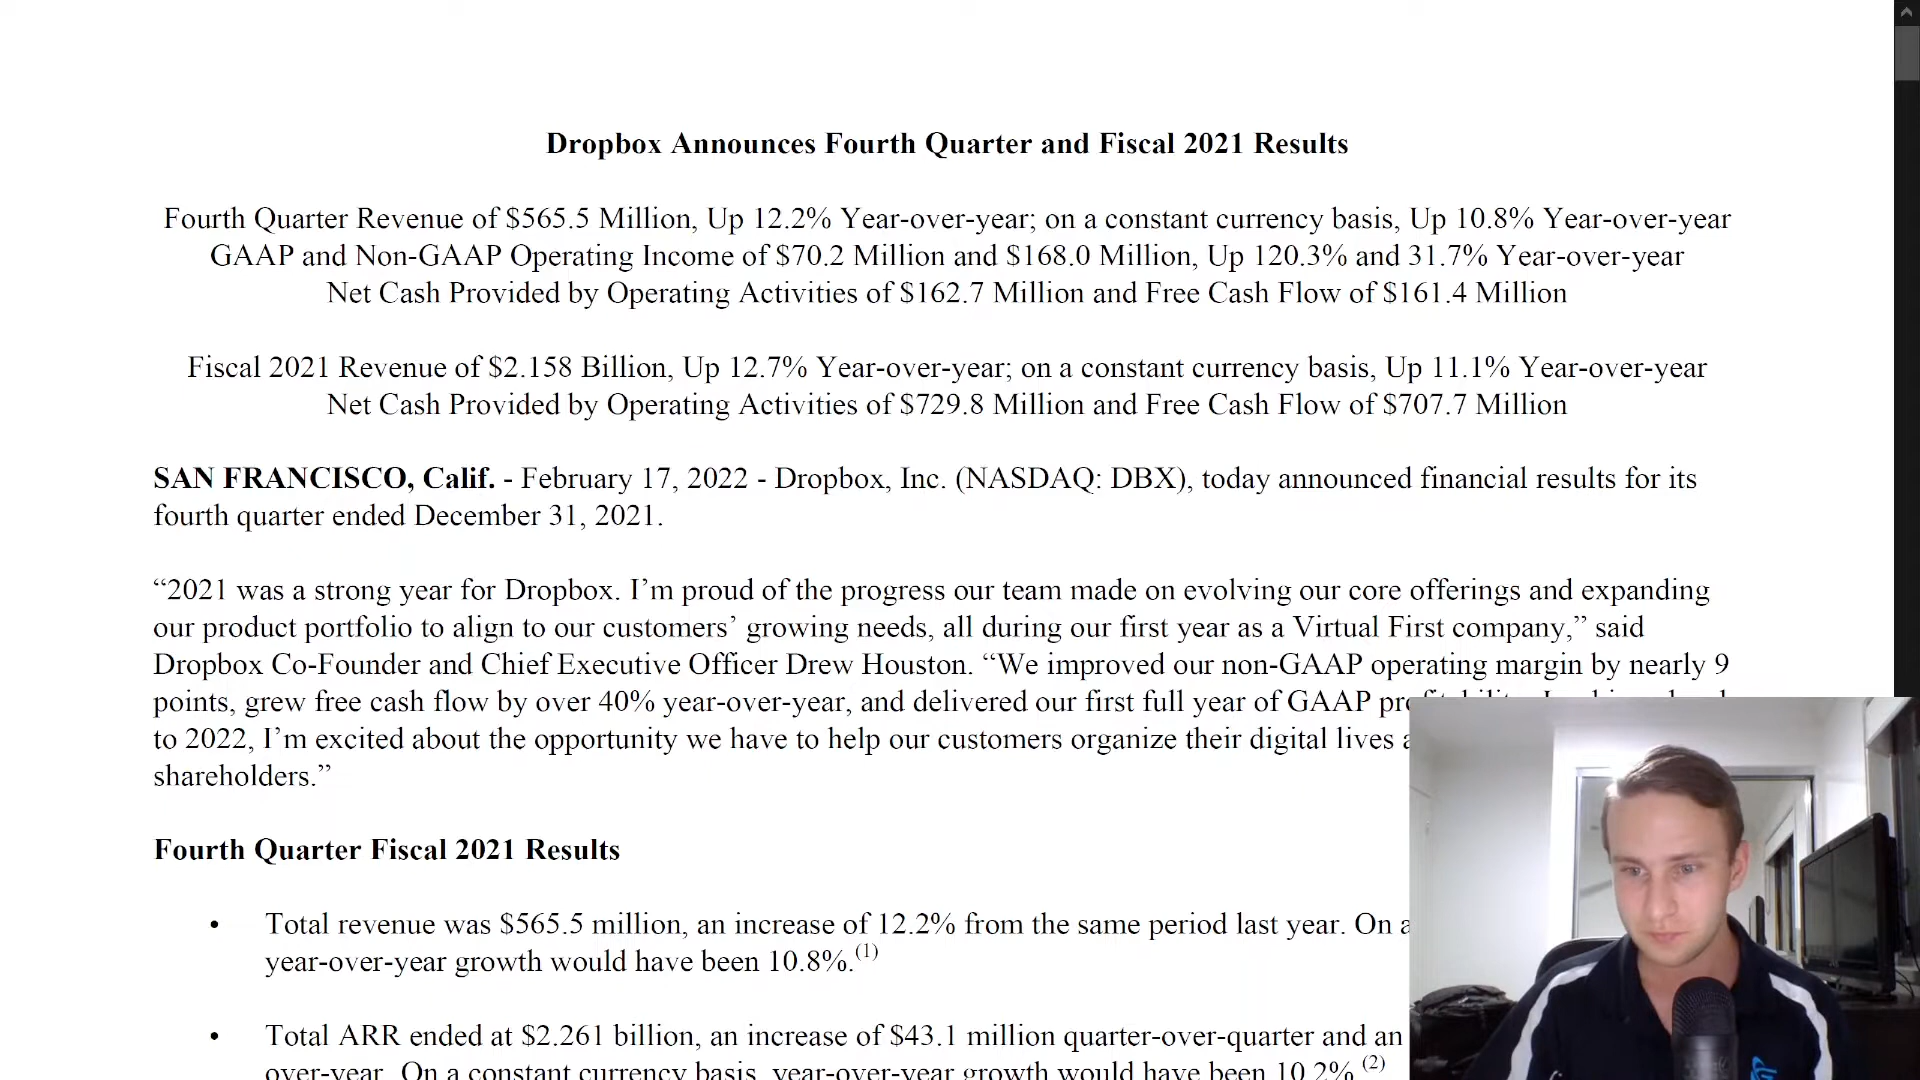 Dropbox Announces Fourth Quarter and Fiscal 2021 Results
Fourth Quarter Revenue of $565.5 Million, Up 12.2% Year-over-year; on a constant currency basis, Up 10.8% Year-over-year
GAAP and Non-GAAP Operating Income of $70.2 Million and $168.0 Million, Up 120.3% and 31.7% Year-over-year
Net Cash Provided by Operating Activities of $162.7 Million and Free Cash Flow of $161.4 Million
Fiscal 2021 Revenue of $2.158 Billion, Up 12.7% Year-over-year; on a constant currency basis, Up 11.1% Year-over-year
Net Cash Provided by Operating Activities of $729.8 Million and Free Cash Flow of $707.7 Million
SAN FRANCISCO, Calif. - February 17, 2022 - Dropbox, Inc. (NASDAQ: DBX), today announced financial results for its
fourth quarter ended December 31, 2021.
“2021 was a strong year for Dropbox. I’m proud of the progress our team made on evolving our core offerings and expanding
our product portfolio to align to our customers’ growing needs, all during our first year as a Virtual First company,” said
Dropbox Co-Founder and Chief Executive Officer Drew Houston. “We improved our non-GAAP operating margin by nearly 9
points, grew free cash flow by over 40% year-over-year, and delivered our first full year of GAAP
to 2022, I’m excited about the opportunity we have to help our customers organize their digital lives
shareholders.”
Fourth Quarter Fiscal 2021 Results
• Total revenue was $565.5 million, an increase of 12.2% from the same period last year. On
year-over-year growth would have been 10.8%.(1)
• Total ARR ended at $2.261 billion, an increase of $43.1 million quarter-over-quarter and an
over-year. On a constant currency basis, year-over-year growth would have been 10.2%.(2)